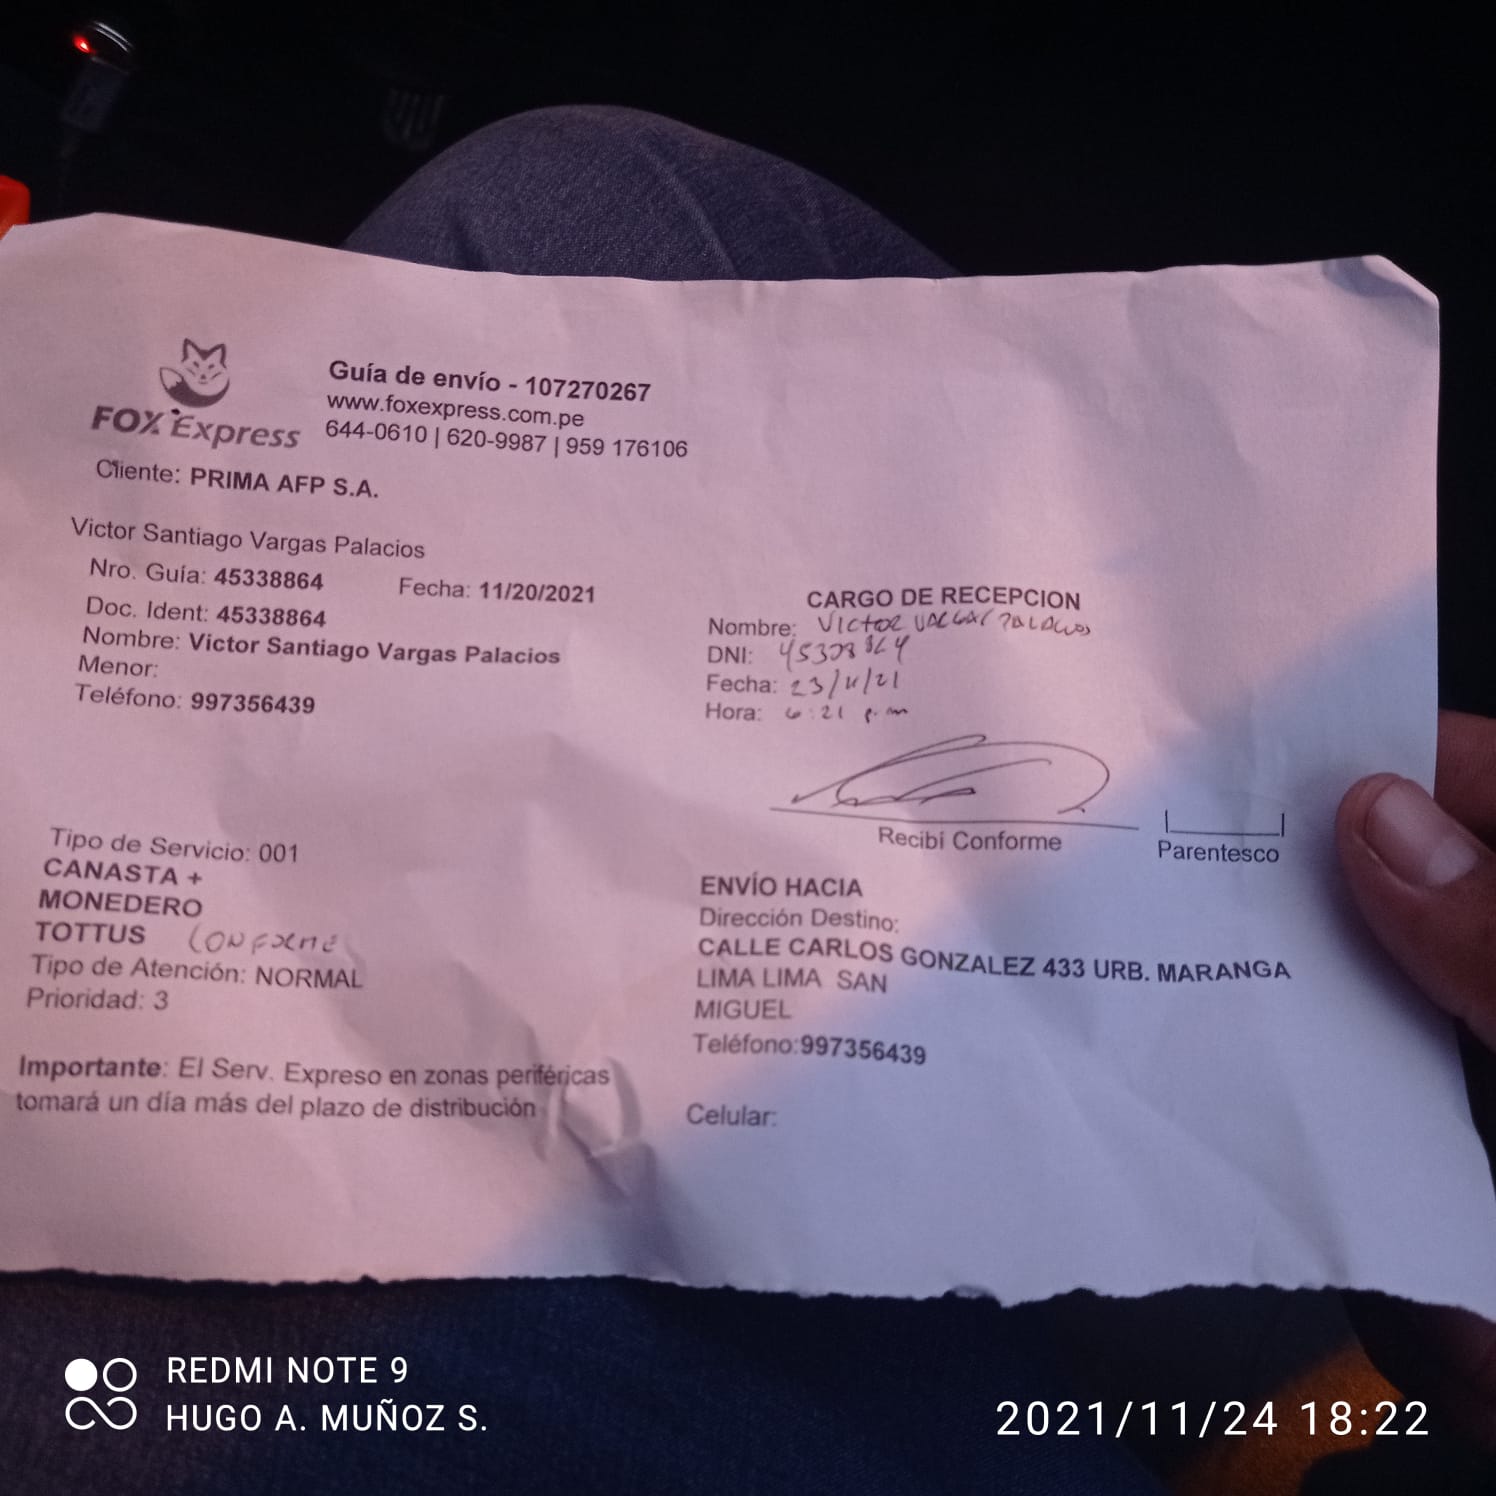 FOX Express
Guía de envío - 107270267
www.foxexpress.com.pe
644-0610 | 620-9987 | 959 176106
Cliente: PRIMA AFP S.A.
Victor Santiago Vargas Palacios
Nro. Guía: 45338864 Fecha: 11/20/2021
Doc. Ident: 45338864
Nombre: Victor Santiago Vargas Palacios
Menor:
Teléfono: 997356439
CARGO DE RECEPCION
Nombre: VICTOR VARGAS PALACIOS
DNI:
Fecha: 23/11/21
Hora: 6:21 p.m
Recibí Conforme
Parentesco
Tipo de Servicio: 001
CANASTA +
MONEDERO
TOTTUS CONFORME
Tipo de Atención: NORMAL
Prioridad: 3
Importante: El Serv. Expreso en zonas periféricas
tomará un día más del plazo de distribución
ENVÍO HACIA
Dirección Destino:
CALLE CARLOS GONZALEZ 433 URB. MARANGA
LIMA LIMA SAN
MIGUEL
Teléfono:997356439
Celular:
REDMI NOTE 9
HUGO A. MUÑOZ S.
2021/11/24 18:22